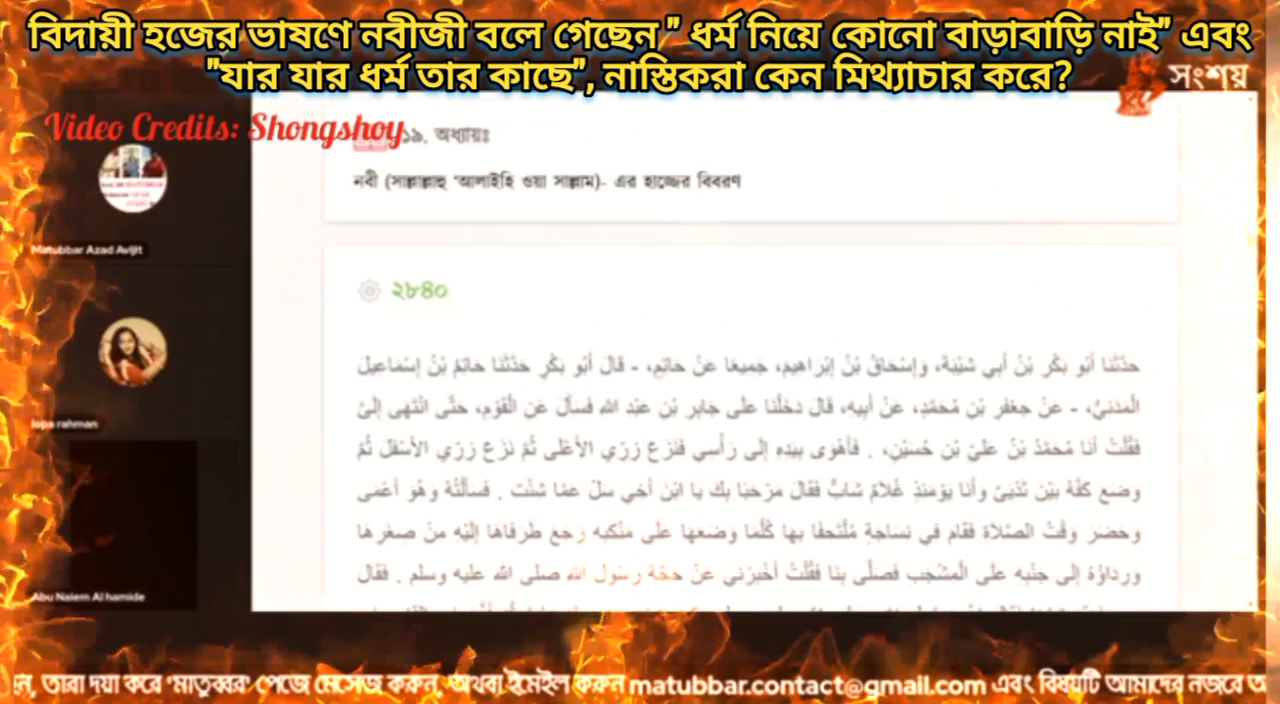 বিদায়ী হজের ভাষণে নবীজী বলে গেছেন " ধর্ম নিয়ে কোনো বাড়াবাড়ি নাই" এবং
"যার যার ধর্ম তার কাছে", নাস্তিকরা কেন মিথ্যাচার করে?
সংশয়
Video Credits: Shongshoy
১৯. অধ্যায়ঃ
নবী (সাল্লাল্লাহু 'আলাইহি ওয়া সাল্লাম)- এর হাজ্জের বিবরণ
Matubbar Azad Avijit
২৮৪০
lopa rahman
Abu Naiem Al hamide
حَدَّثَنَا أَبُو بَكْرِ بْنُ أَبِي شَيْبَةَ، وَإِسْحَاقُ بْنُ إِبْرَاهِيمَ، جَمِيعًا عَنْ حَاتِمٍ، - قَالَ أَبُو بَكْرٍ حَدَّثَنَا حَاتِمُ بْنُ إِسْمَاعِيلَ
الْمَدَنِيُّ، - عَنْ جَعْفَرِ بْنِ مُحَمَّدٍ، عَنْ أَبِيهِ، قَالَ دَخَلْنَا عَلَى جَابِرِ بْنِ عَبْدِ اللَّهِ فَسَأَلَ عَنِ الْقَوْمِ، حَتَّى انْتَهَى إِلَىَّ
فَقُلْتُ أَنَا مُحَمَّدُ بْنُ عَلِيِّ بْنِ حُسَيْنٍ، . فَأَهْوَى بِيَدِهِ إِلَى رَأْسِي فَنَزَعَ زِرِّي الأَعْلَى ثُمَّ نَزَعَ زِرِّي الأَسْفَلَ ثُمَّ
وَضَعَ كَفَّهُ بَيْنَ ثَدْيَىَّ وَأَنَا يَوْمَئِذٍ غُلاَمٌ شَابٌّ فَقَالَ مَرْحَبًا بِكَ يَا ابْنَ أَخِي سَلْ عَمَّا شِئْتَ . فَسَأَلْتُهُ وَهُوَ أَعْمَى
وَحَضَرَ وَقْتُ الصَّلاَةِ فَقَامَ فِي نِسَاجَةٍ مُلْتَحِفًا بِهَا كُلَّمَا وَضَعَهَا عَلَى مَنْكِبِهِ رَجَعَ طَرَفَاهَا إِلَيْهِ مِنْ صِغَرِهَا
وَرِدَاؤُهُ إِلَى جَنْبِهِ عَلَى الْمِشْجَبِ فَصَلَّى بِنَا فَقُلْتُ أَخْبِرْنِي عَنْ حَجَّةِ رَسُولِ اللَّهِ صلى الله عليه وسلم . فَقَالَ
ন, তারা দয়া করে 'মাতুব্বর' পেজে মেসেজ করুন, অথবা ইমেইল করুন matubbar.contact@gmail.com এবং বিষয়টি আমাদের নজরে অ